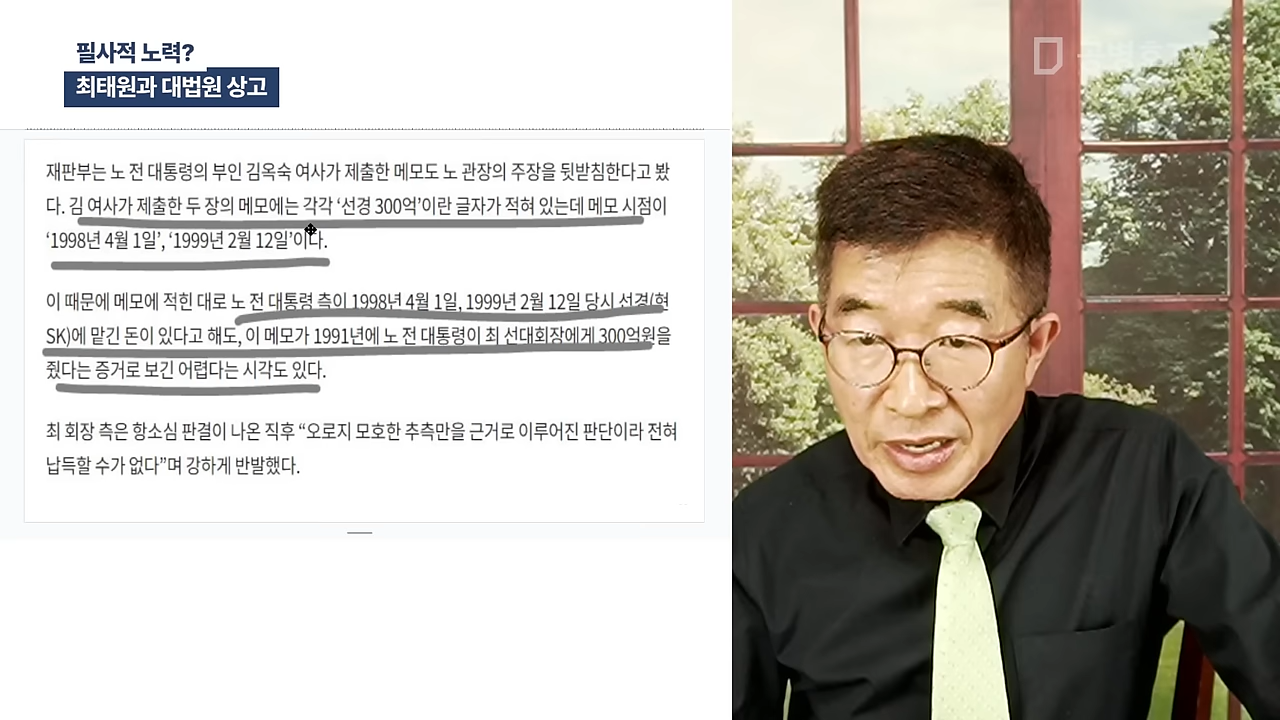 필사적 노력?
최태원과 대법원 상고
재판부는 노 전 대통령의 부인 김옥숙 여사가 제출한 메모도 노 관장의 주장을 뒷받침한다고 봤
다. 김 여사가 제출한 두 장의 메모에는 각각 ‘선경 300억’이란 글자가 적혀 있는데 메모 시점이
‘1998년 4월 1일’, ‘1999년 2월 12일’이다.
이 때문에 메모에 적힌 대로 노 전 대통령 측이 1998년 4월 1일, 1999년 2월 12일 당시 선경(현
SK)에 맡긴 돈이 있다고 해도, 이 메모가 1991년에 노 전 대통령이 최 선대회장에게 300억원을
줬다는 증거로 보긴 어렵다는 시각도 있다.
최 회장 측은 항소심 판결이 나온 직후 “오로지 모호한 추측만을 근거로 이루어진 판단이라 전혀
납득할 수가 없다”며 강하게 반발했다.